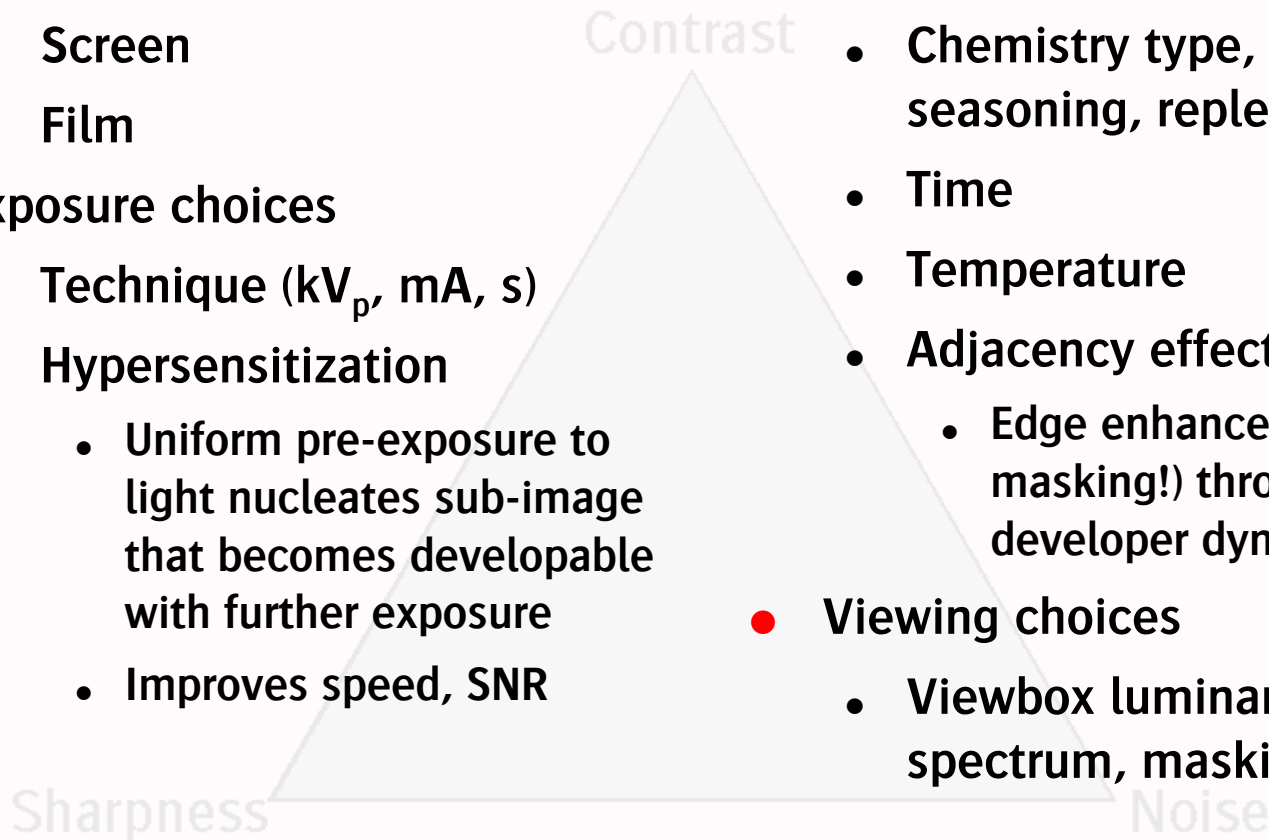 Contrast
Screen
Film
xposure choices
Technique (kVp, mA, s)
Hypersensitization
• Uniform pre-exposure to
light nucleates sub-image
that becomes developable
with further exposure
• Improves speed, SNR
• Chemistry type,
seasoning, reple
• Time
• Temperature
• Adjacency effect
• Edge enhance
masking!) thro
developer dyn
• Viewing choices
• Viewbox lumina
spectrum, maski
Sharpness
Noise